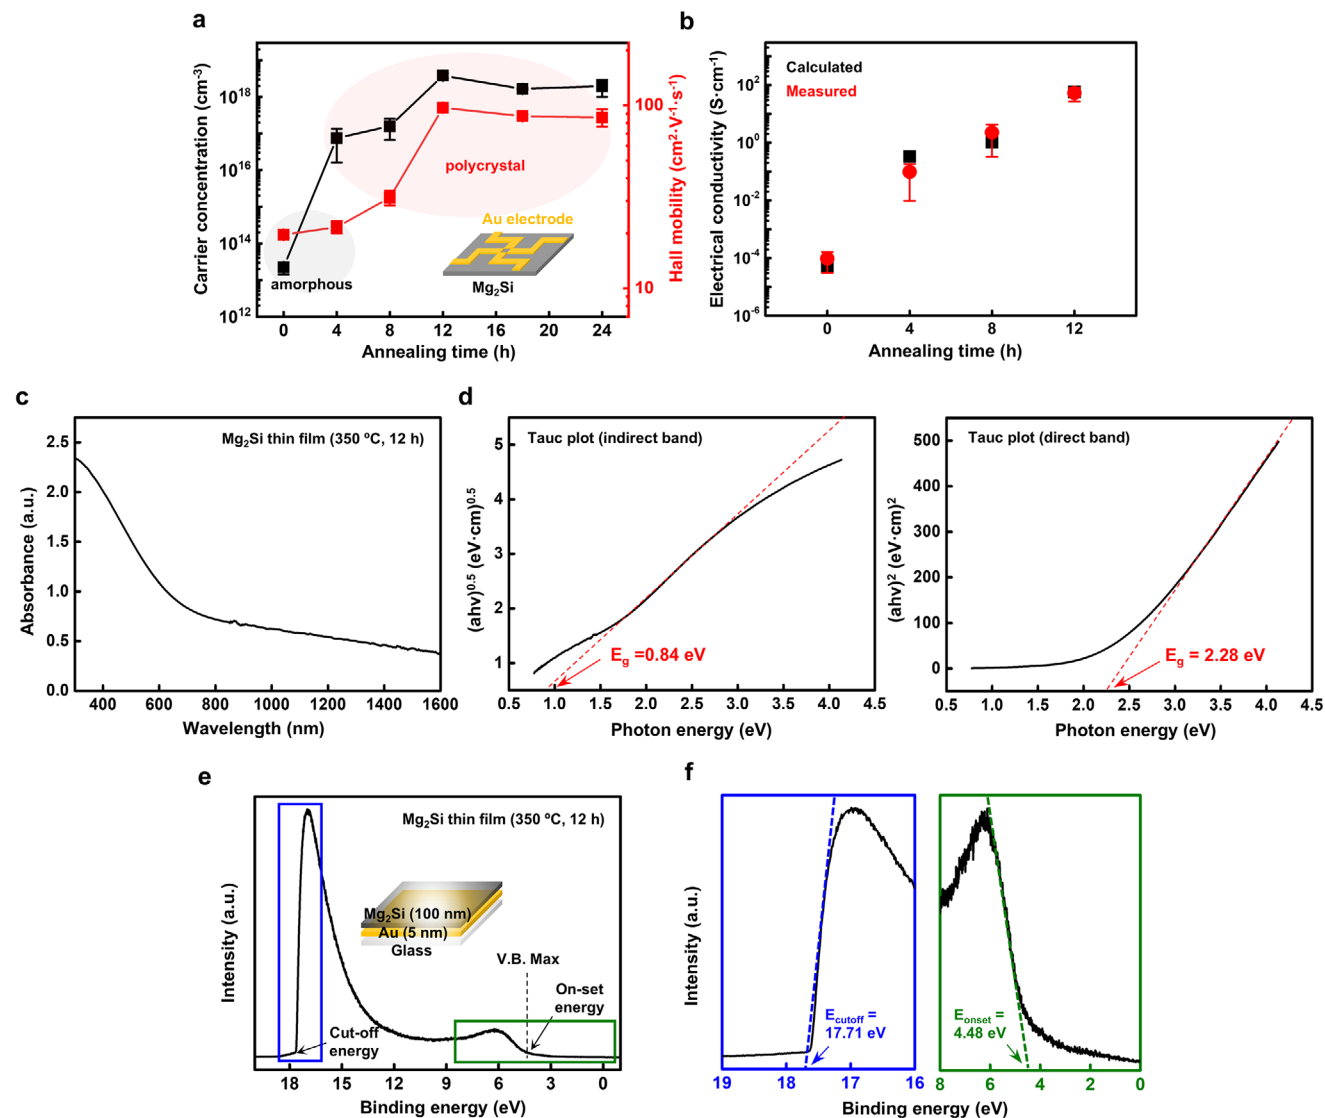 a
Carrier concentration (cm⁻³)
10¹⁸
10¹⁶
10¹⁴
10¹²
0 4 8 12 16 20 24
Annealing time (h)
100
10
Hall mobility (cm²·V⁻¹·s⁻¹)
polycrystal
amorphous
Au electrode
Mg₂Si
b
Electrical conductivity (S·cm⁻¹)
10²
10⁰
10⁻²
10⁻⁴
10⁻⁶
Calculated
Measured
0 4 8 12
Annealing time (h)
c
Absorbance (a.u.)
2.5
2.0
1.5
1.0
0.5
0.0
Mg₂Si thin film (350 ºC, 12 h)
400 600 800 1000 1200 1400 1600
Wavelength (nm)
d
(ahv)⁰·⁵ (eV·cm)⁰·⁵
5
4
3
2
1
Tauc plot (indirect band)
E_g =0.84 eV
0.5 1.0 1.5 2.0 2.5 3.0 3.5 4.0 4.5
Photon energy (eV)
(ahv)² (eV·cm)²
500
400
300
200
100
0
Tauc plot (direct band)
E_g = 2.28 eV
0.5 1.0 1.5 2.0 2.5 3.0 3.5 4.0 4.5
Photon energy (eV)
e
Intensity (a.u.)
Mg₂Si thin film (350 ºC, 12 h)
Mg₂Si (100 nm)
Au (5 nm)
Glass
V.B. Max
On-set
energy
Cut-off
energy
18 15 12 9 6 3 0
Binding energy (eV)
f
Intensity (a.u.)
E_cutoff =
17.71 eV
19 18 17 16
E_onset =
4.48 eV
8 6 4 2 0
Binding energy (eV)